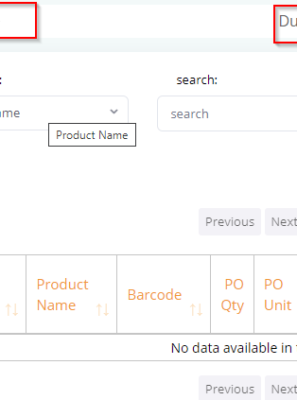 Du
:
search:
ame
search
Product Name
Previous Next
Product Name
Barcode
PO Qty
PO Unit
No data available in
Previous Next